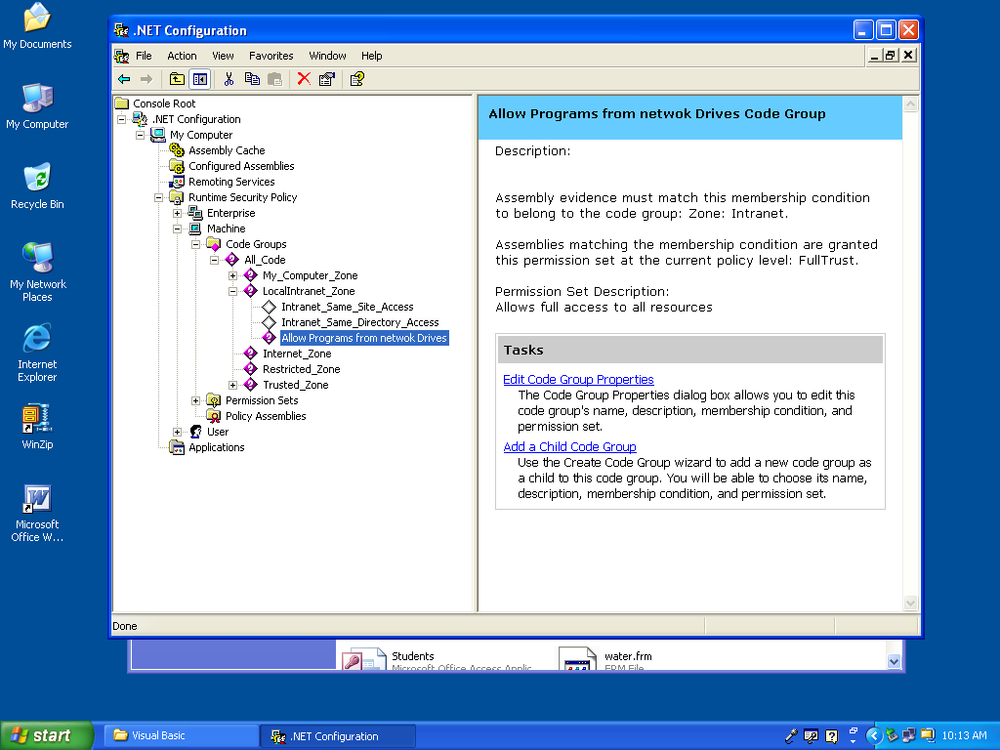 My Documents
My Computer
Recycle Bin
My Network
Places
Internet
Explorer
WinZip
Microsoft
Office W...
.NET Configuration
File Action View Favorites Window Help
Console Root
.NET Configuration
My Computer
Assembly Cache
Configured Assemblies
Remoting Services
Runtime Security Policy
Enterprise
Machine
Code Groups
All_Code
My_Computer_Zone
LocalIntranet_Zone
Intranet_Same_Site_Access
Intranet_Same_Directory_Access
Allow Programs from netwok Drives
Internet_Zone
Restricted_Zone
Trusted_Zone
Permission Sets
Policy Assemblies
User
Applications
Allow Programs from netwok Drives Code Group
Description:
Assembly evidence must match this membership condition
to belong to the code group: Zone: Intranet.
Assemblies matching the membership condition are granted
this permission set at the current policy level: FullTrust.
Permission Set Description:
Allows full access to all resources
Tasks
Edit Code Group Properties
The Code Group Properties dialog box allows you to edit this
code group's name, description, membership condition, and
permission set.
Add a Child Code Group
Use the Create Code Group wizard to add a new code group as
a child to this code group. You will be able to choose its name,
description, membership condition, and permission set.
Done
Students
Microsoft Office Access Applic
water.frm
FRM File
start
Visual Basic
.NET Configuration
10:13 AM